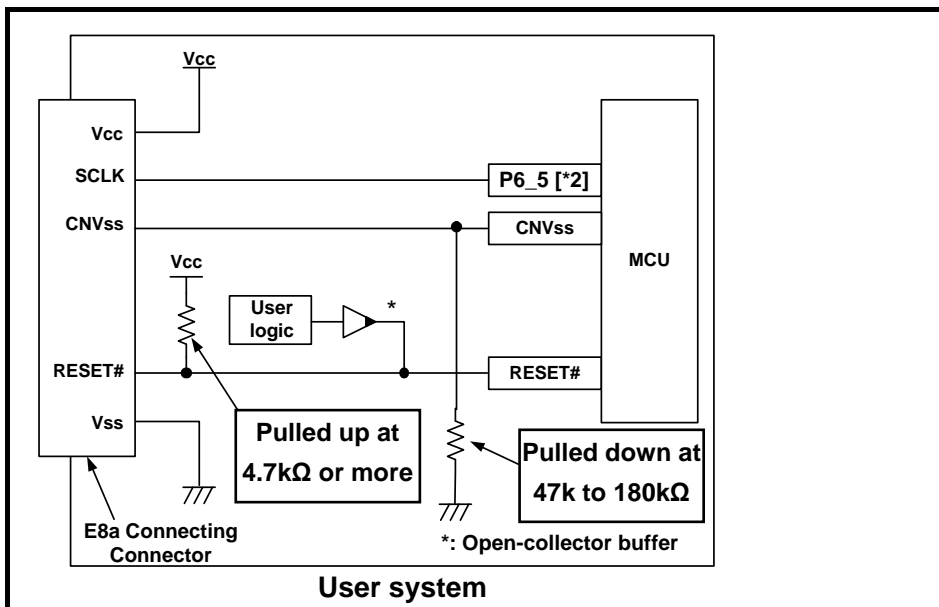 Vcc
Vcc
SCLK
P6_5 [*2]
CNVss
CNVss
MCU
Vcc
User
logic
*
RESET#
RESET#
Vss
Pulled up at
4.7kΩ or more
Pulled down at
47k to 180kΩ
E8a Connecting
Connector
*: Open-collector buffer
User system